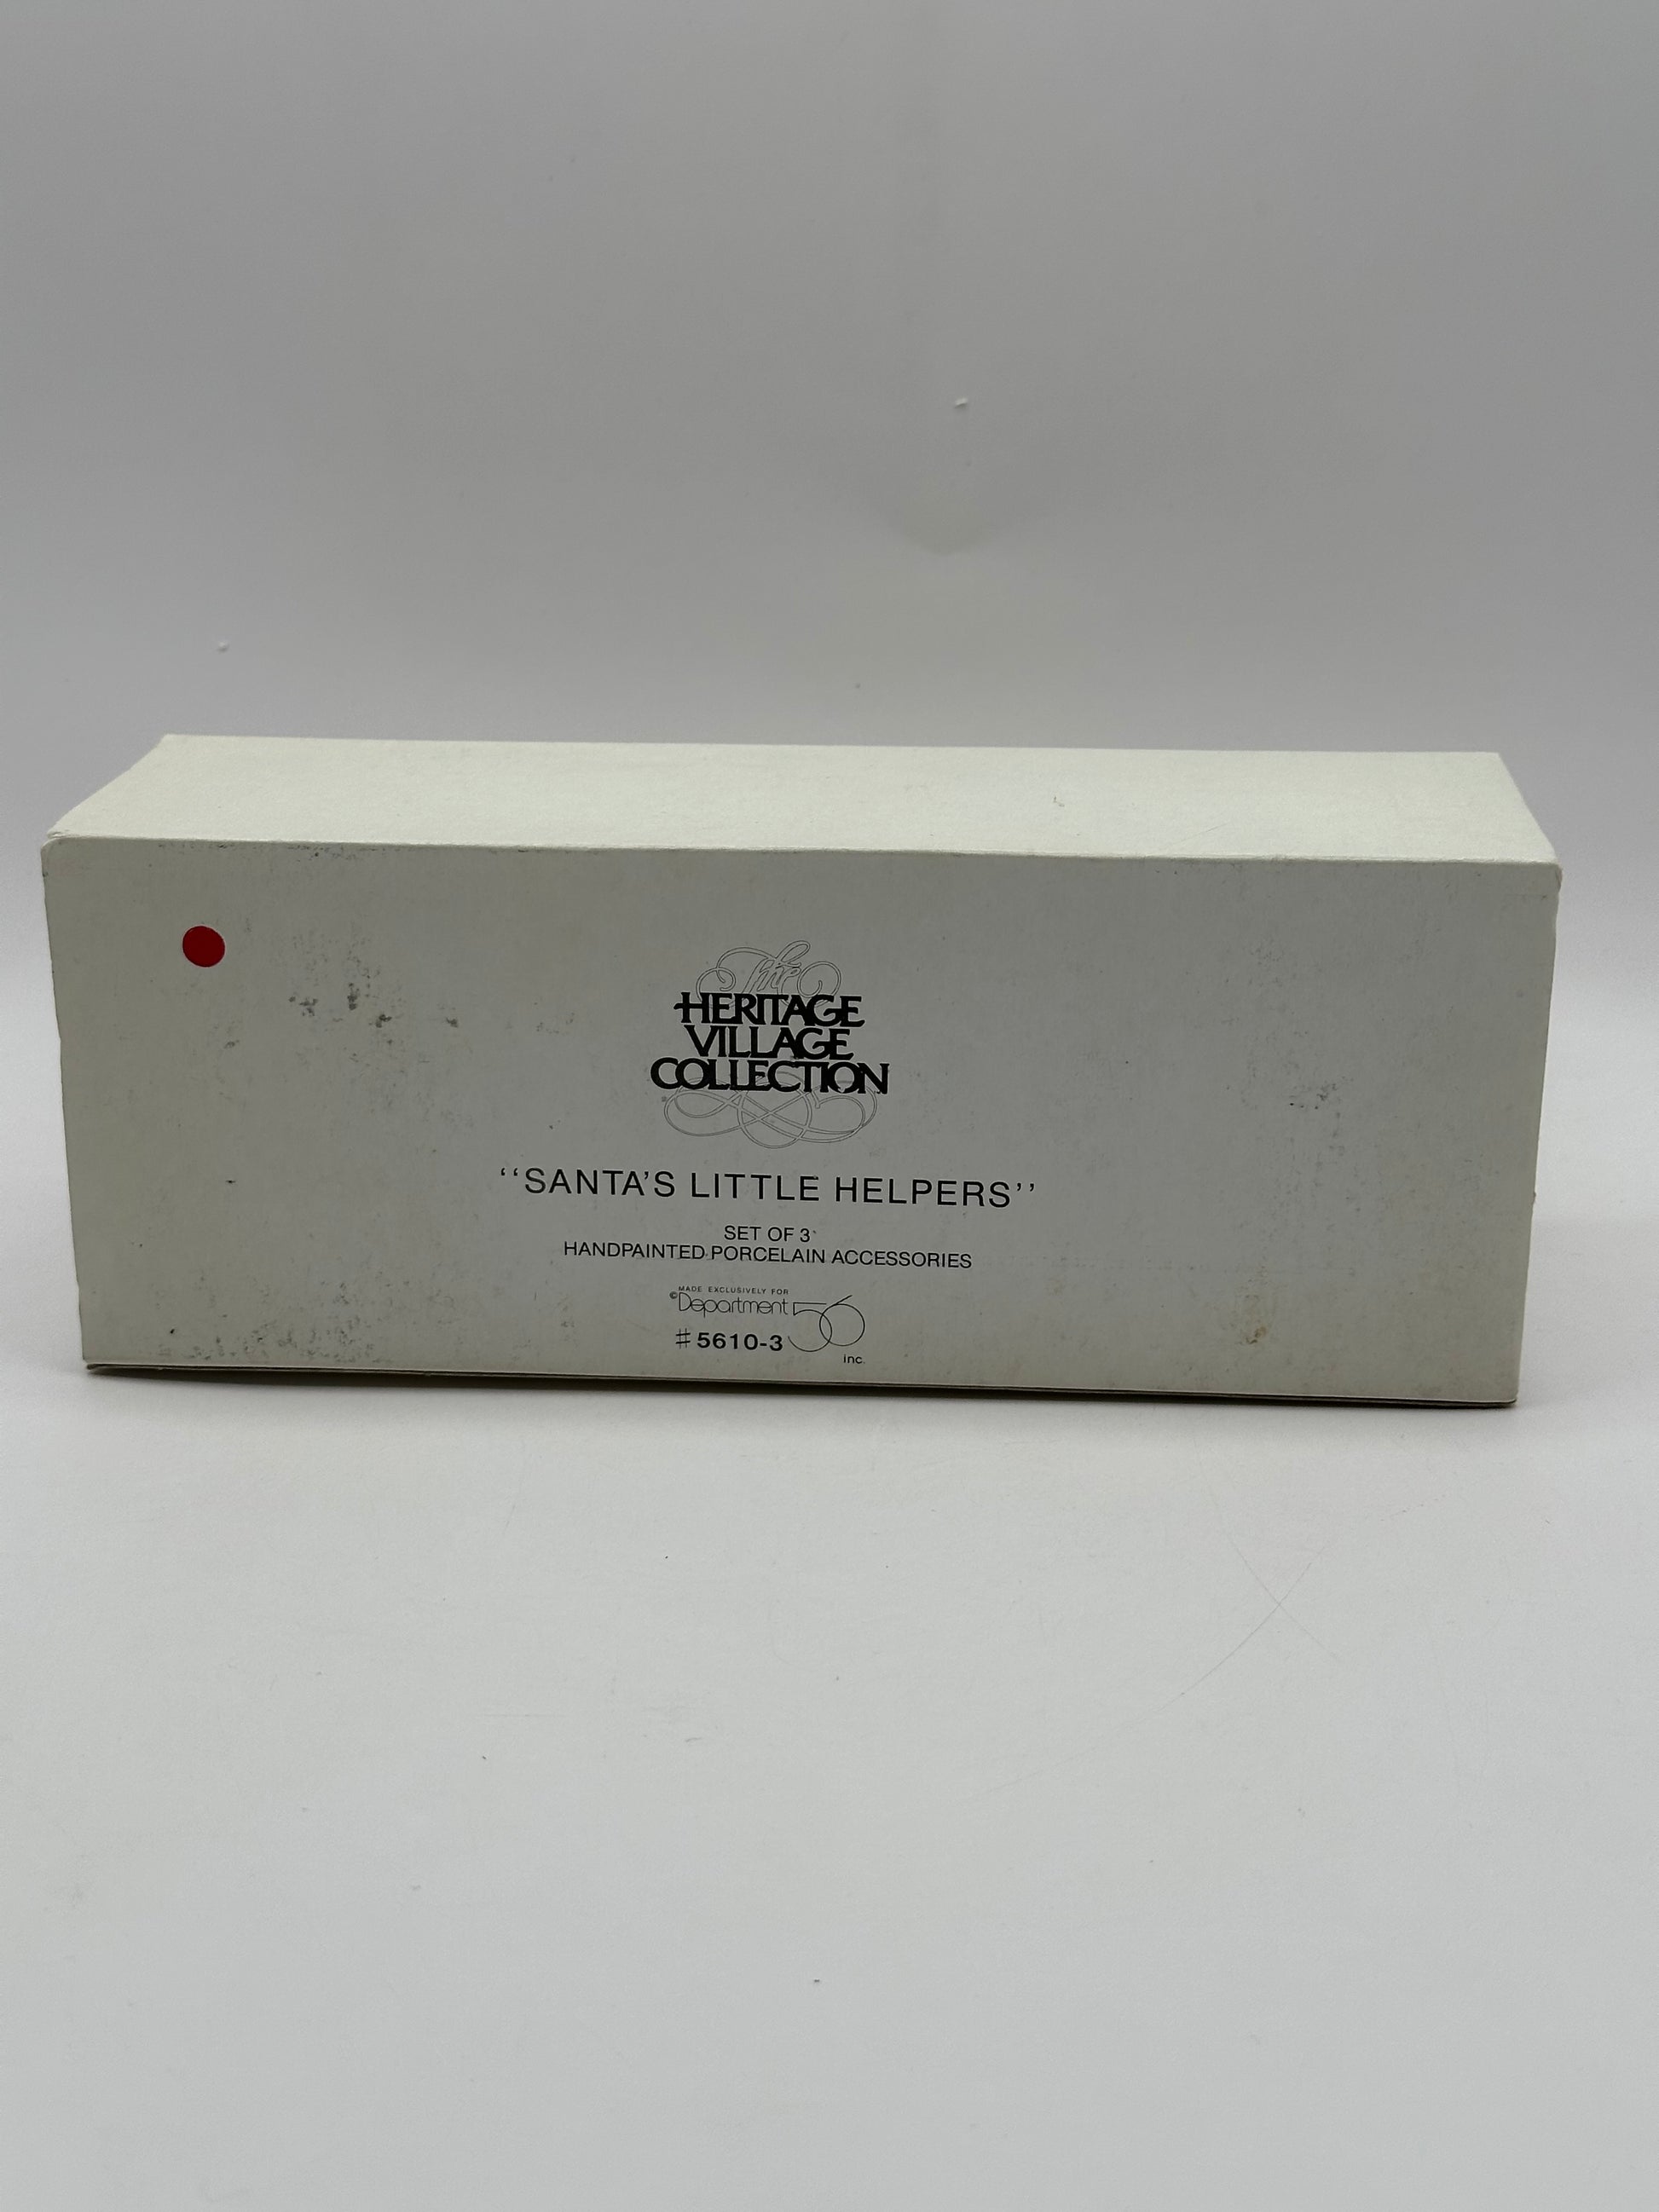 The
HERITAGE
VILLAGE
COLLECTION
‘‘SANTA’S LITTLE HELPERS’’
SET OF 3
HANDPAINTED PORCELAIN ACCESSORIES
MADE EXCLUSIVELY FOR
©Department 56
#5610-3
inc.